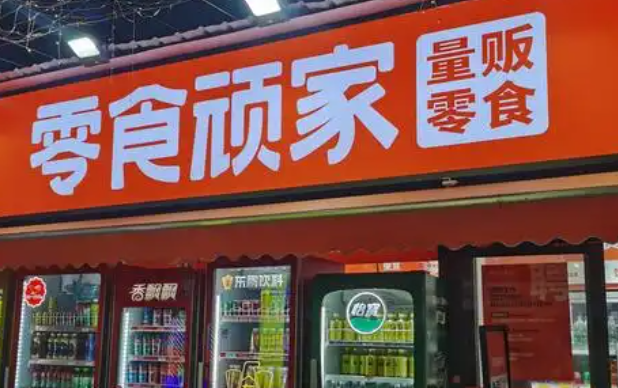 零食顽家
量贩
零食
香飘飘
东鹏饮料
怡宝